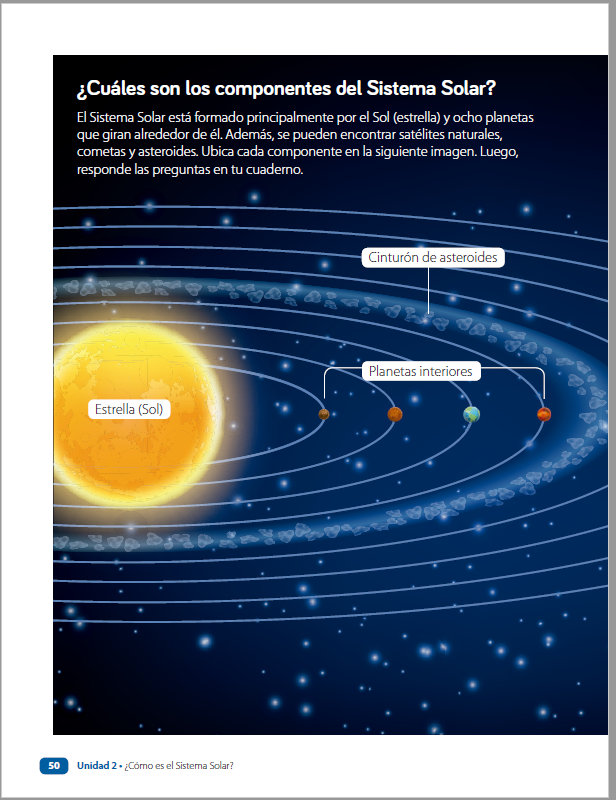 ¿Cuáles son los componentes del Sistema Solar?
El Sistema Solar está formado principalmente por el Sol (estrella) y ocho planetas
que giran alrededor de él. Además, se pueden encontrar satélites naturales,
cometas y asteroides. Ubica cada componente en la siguiente imagen. Luego,
responde las preguntas en tu cuaderno.
Cinturón de asteroides
Planetas interiores
Estrella (Sol)
50 Unidad 2 • ¿Cómo es el Sistema Solar?